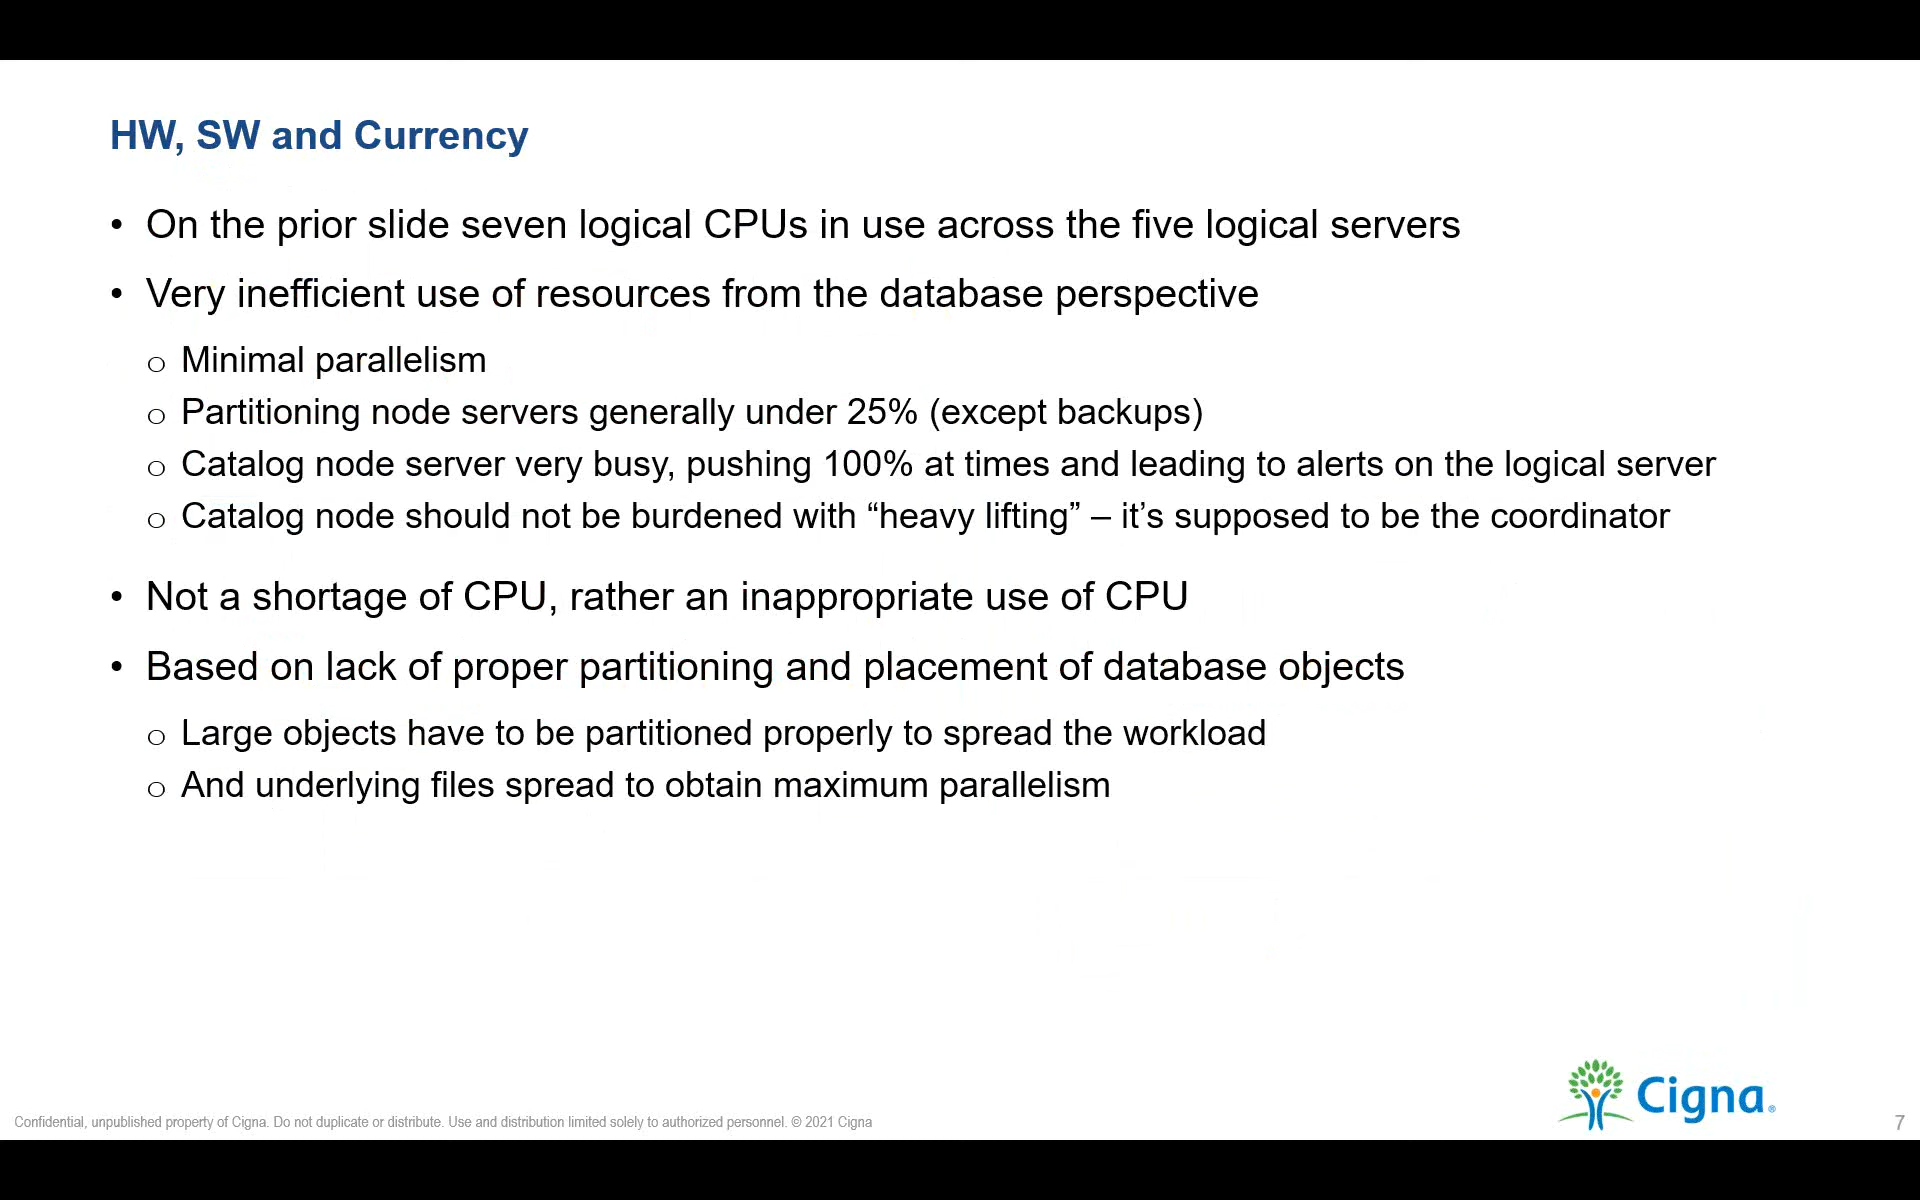 HW, SW and Currency
• On the prior slide seven logical CPUs in use across the five logical servers
• Very inefficient use of resources from the database perspective
o Minimal parallelism
o Partitioning node servers generally under 25% (except backups)
o Catalog node server very busy, pushing 100% at times and leading to alerts on the logical server
o Catalog node should not be burdened with “heavy lifting” – it’s supposed to be the coordinator
• Not a shortage of CPU, rather an inappropriate use of CPU
• Based on lack of proper partitioning and placement of database objects
o Large objects have to be partitioned properly to spread the workload
o And underlying files spread to obtain maximum parallelism
Cigna®
Confidential, unpublished property of Cigna. Do not duplicate or distribute. Use and distribution limited solely to authorized personnel. © 2021 Cigna
7